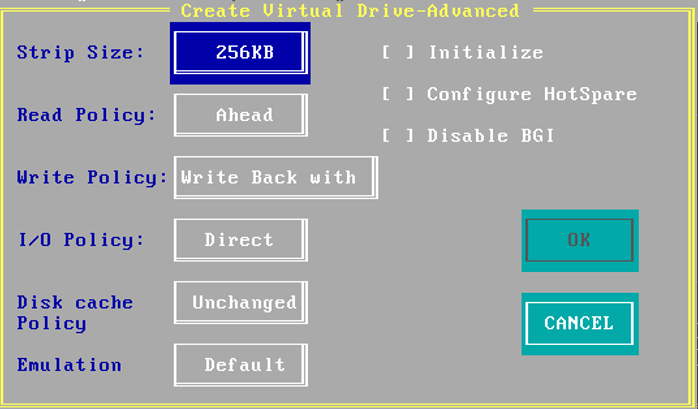 Create Virtual Drive-Advanced
Strip Size: 256KB [ ] Initialize
Read Policy: Ahead [ ] Configure HotSpare
[ ] Disable BGI
Write Policy: Write Back with
I/O Policy: Direct OK
Disk cache Policy Unchanged
CANCEL
Emulation Default